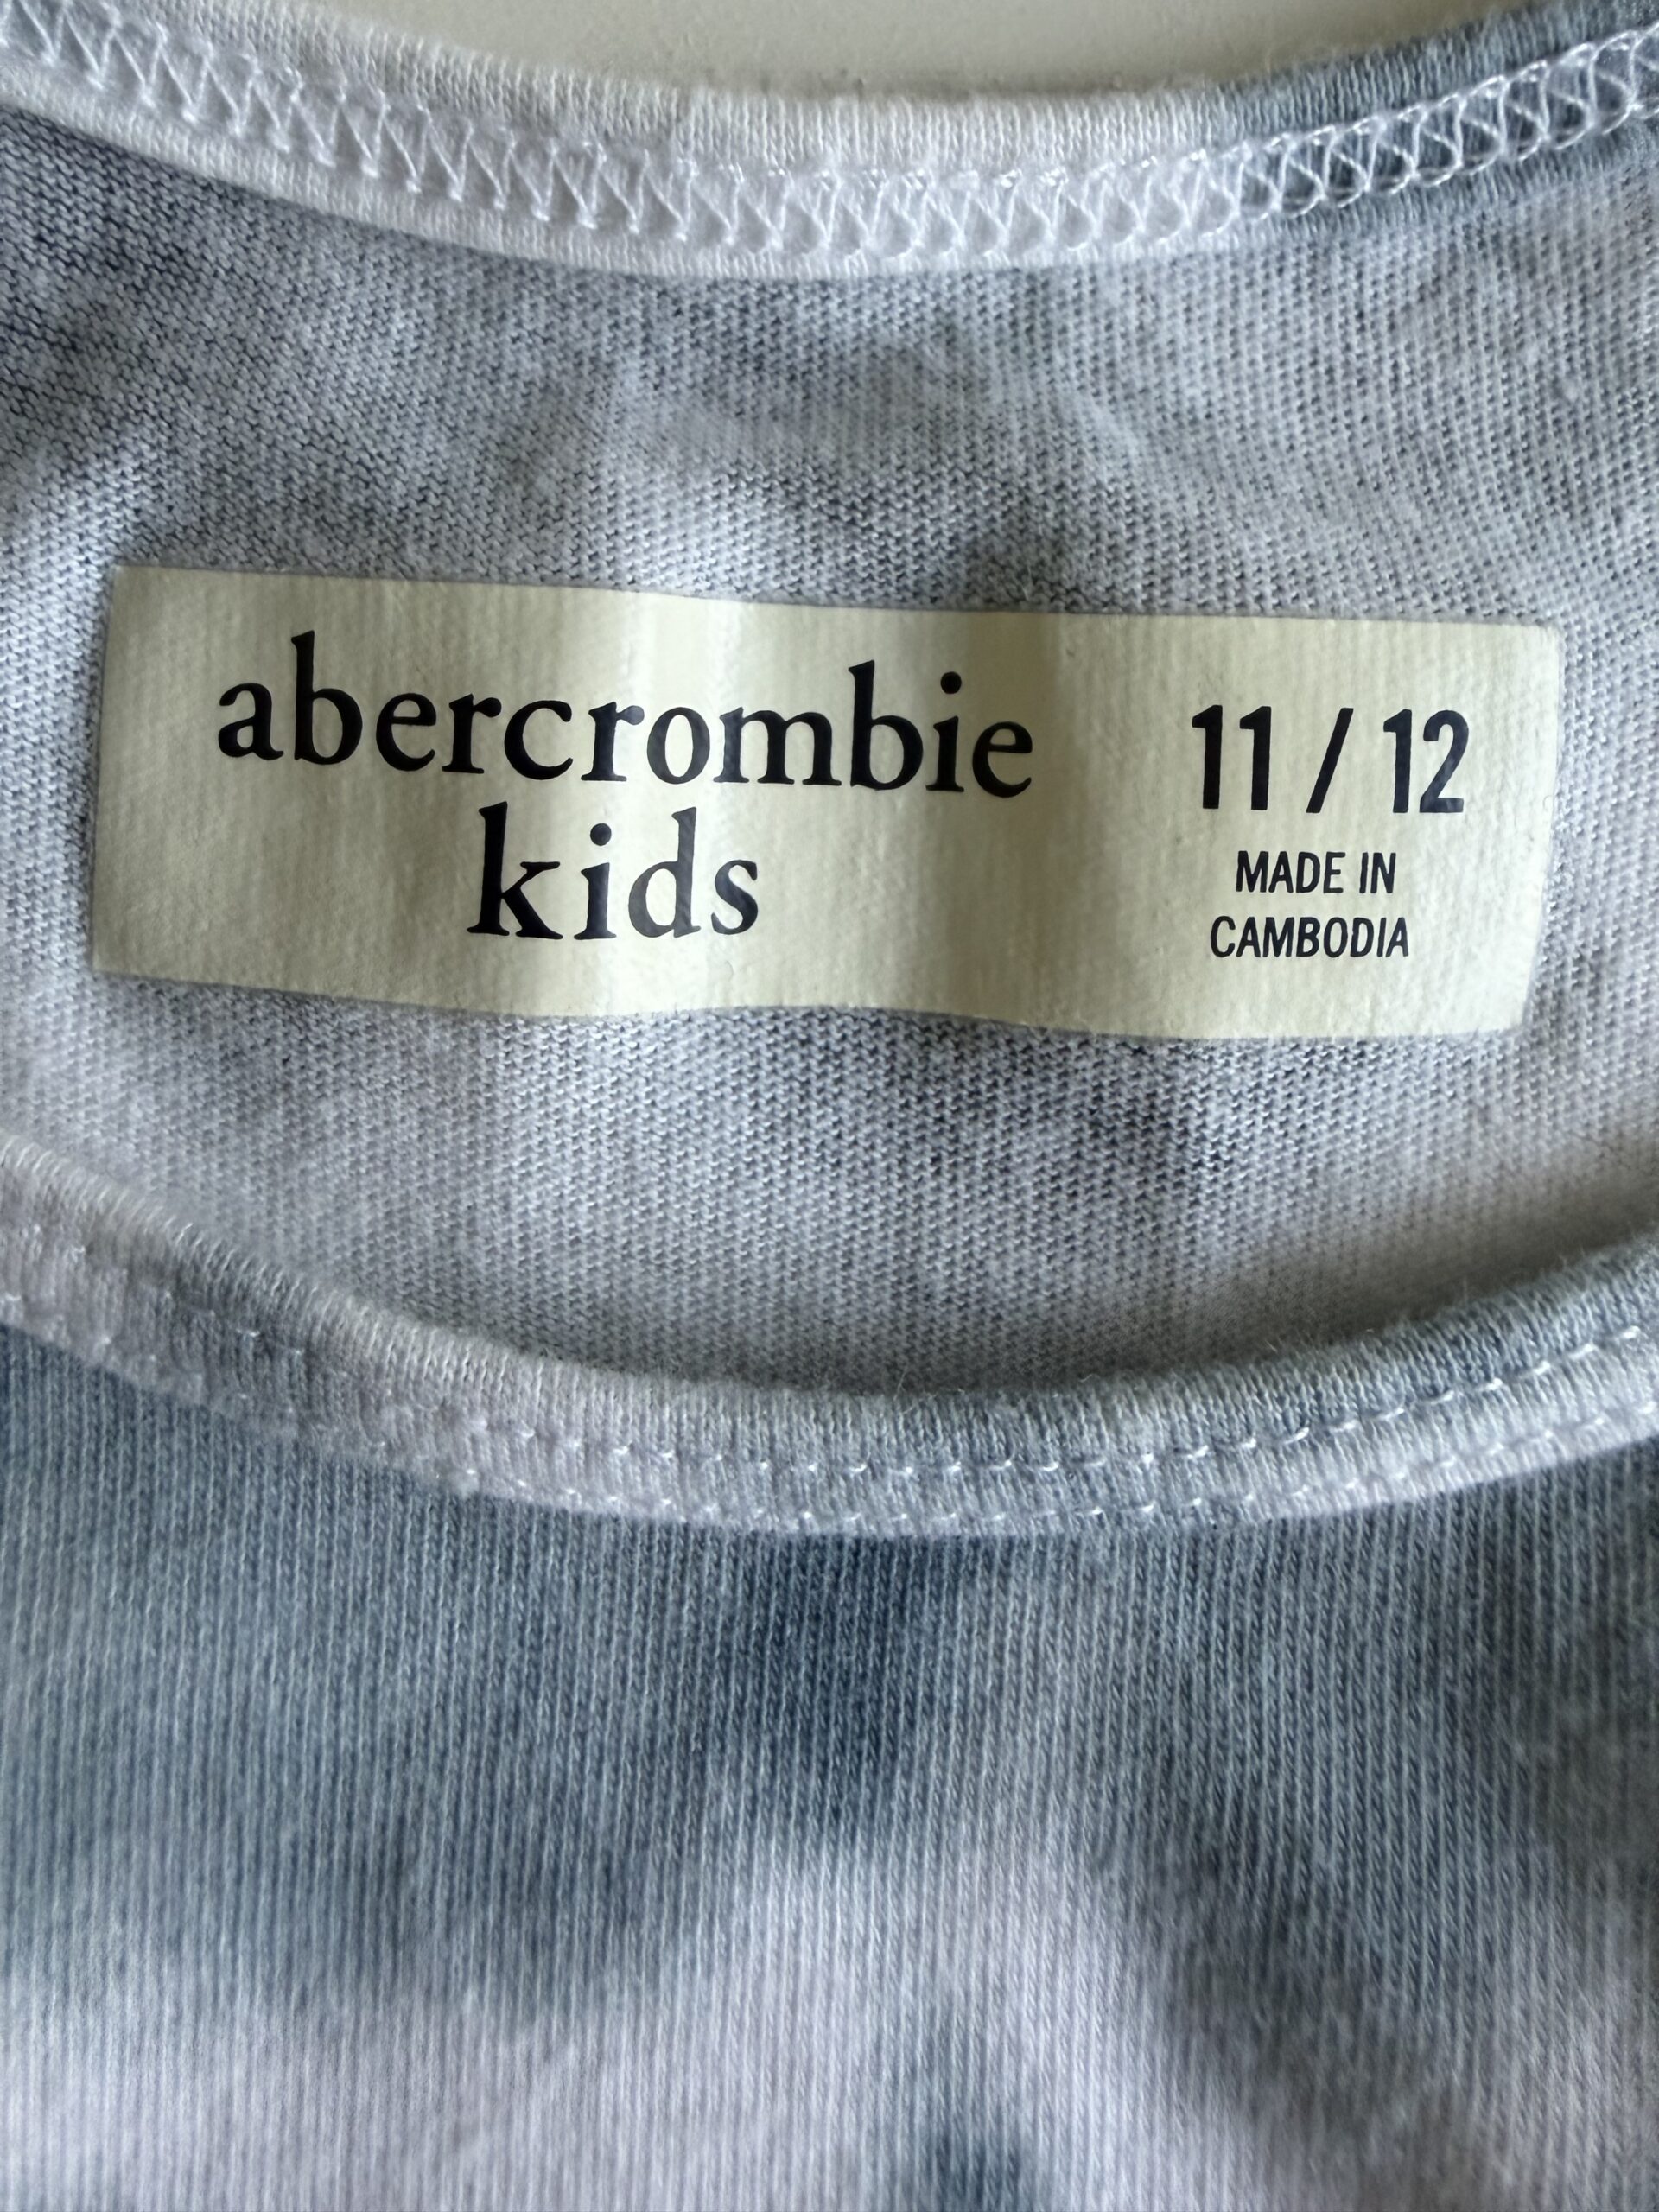 abercrombie
kids
11 / 12
MADE IN
CAMBODIA